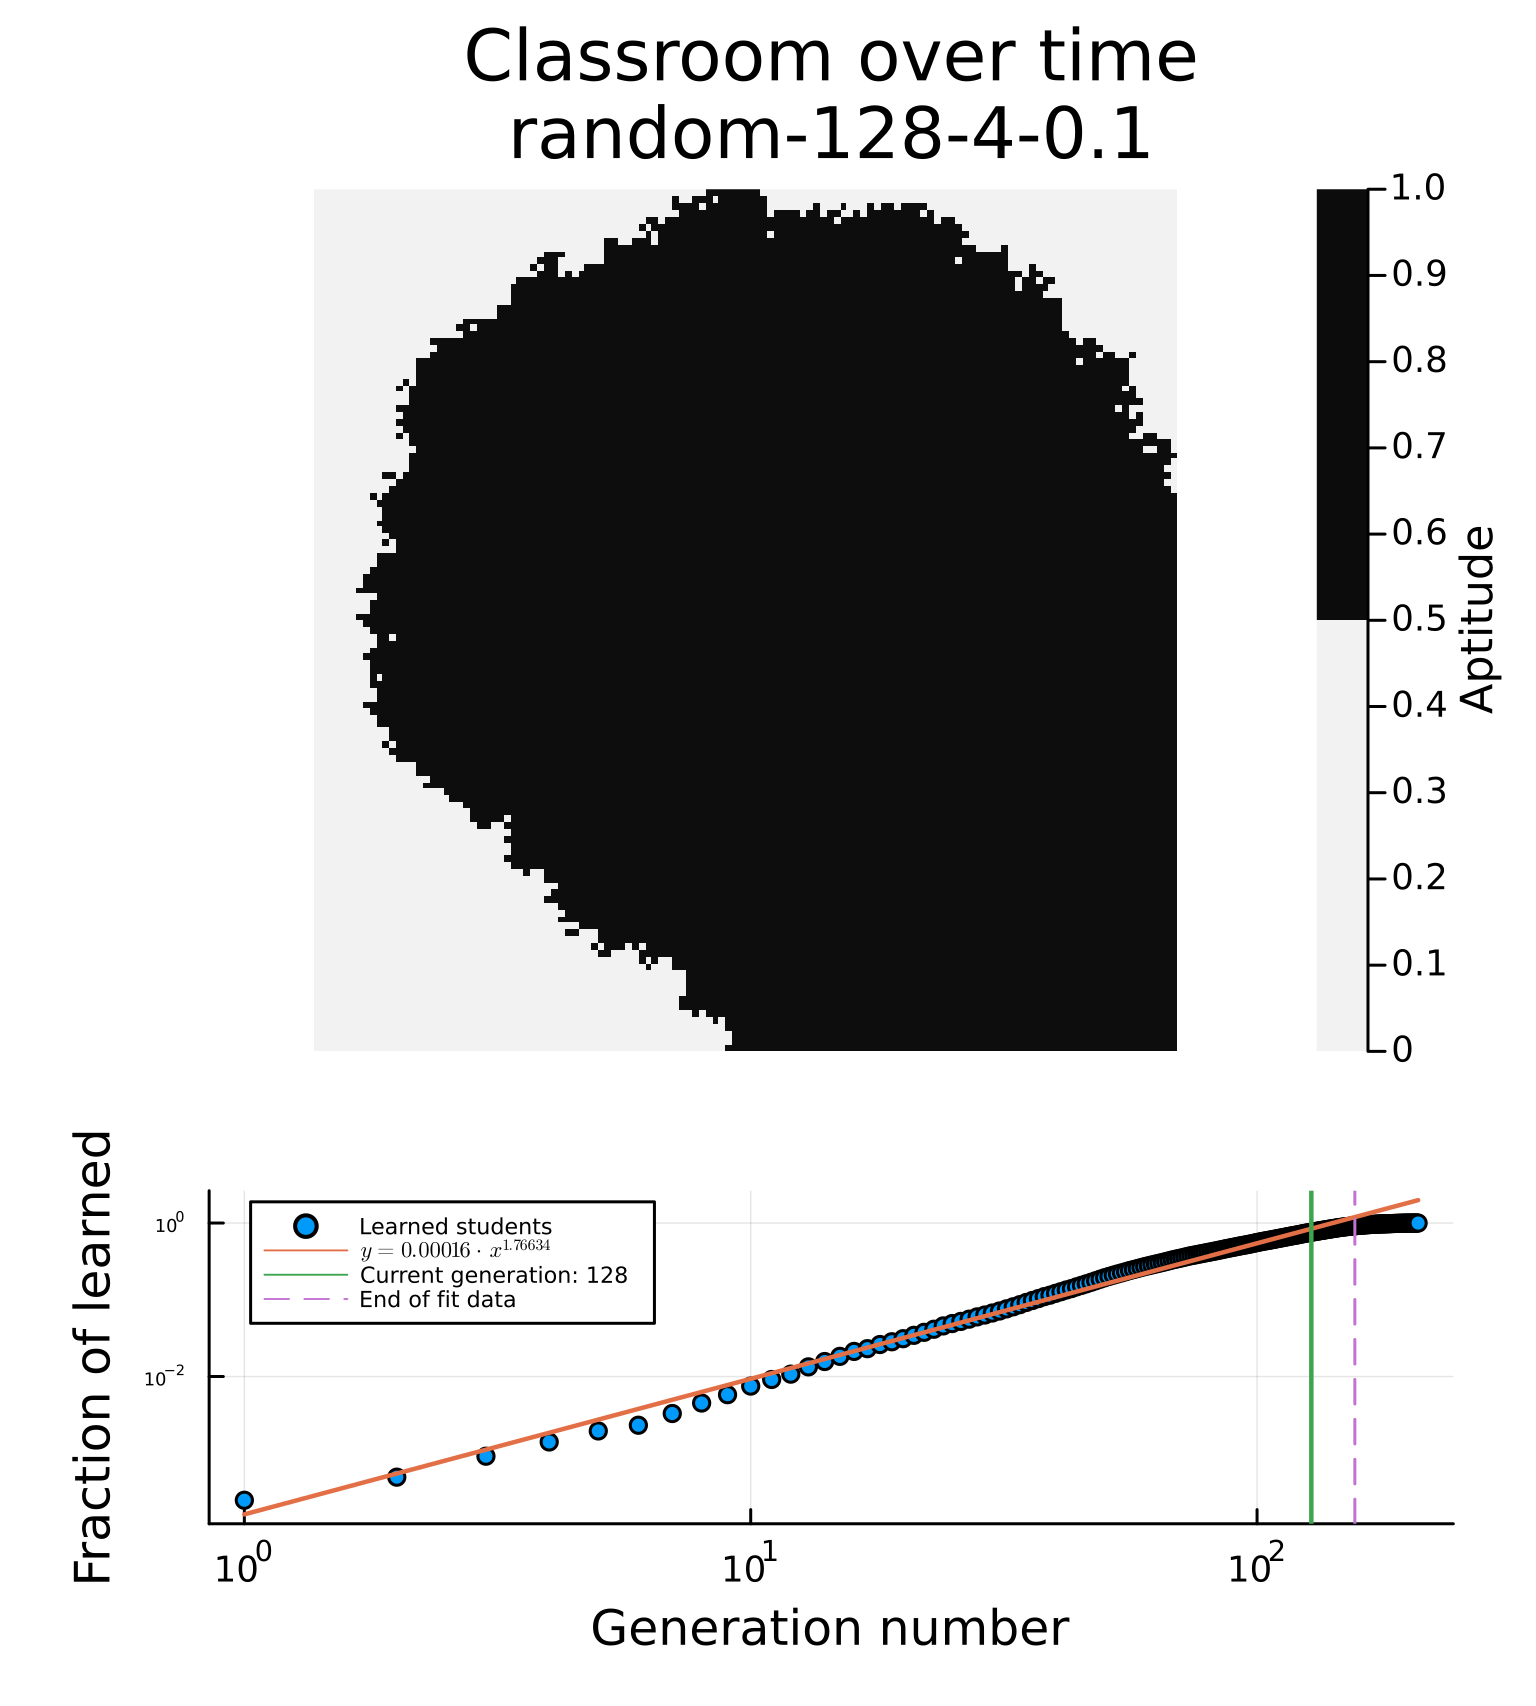 Classroom over time
random-128-4-0.1
1.0
0.9
0.8
0.7
0.6
0.5
0.4
0.3
0.2
0.1
0
Aptitude
Fraction of learned
10⁰
10⁻²
Learned students
y = 0.00016 · x^1.76634
Current generation: 128
End of fit data
10⁰ 10¹ 10²
Generation number